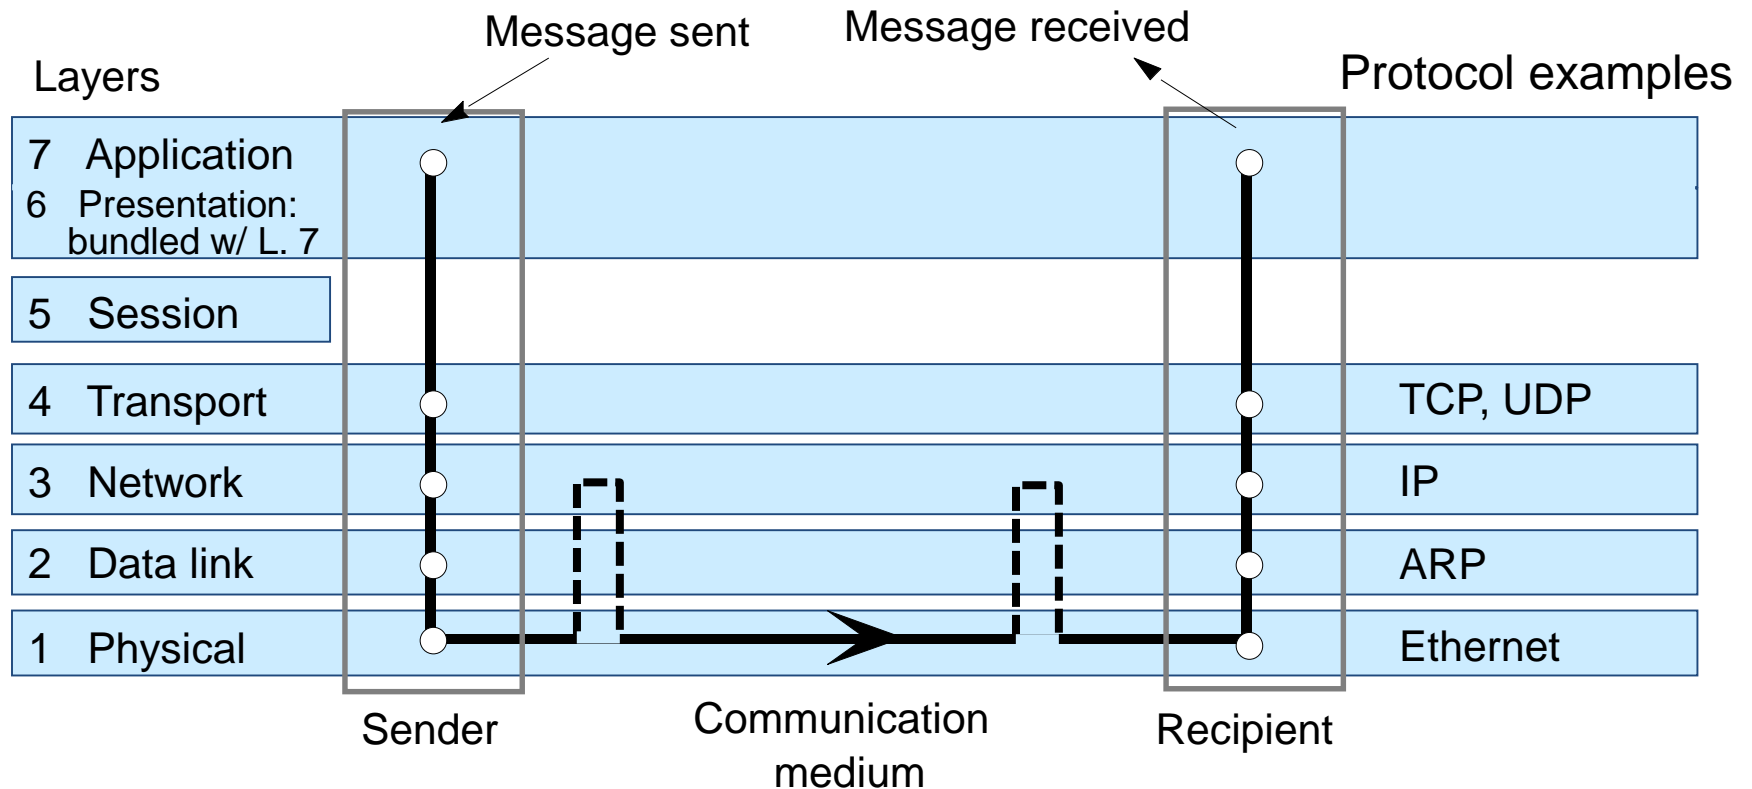 Message sent
Message received
Layers
Protocol examples
7 Application
6 Presentation:
bundled w/ L. 7
5 Session
4 Transport
TCP, UDP
3 Network
IP
2 Data link
ARP
1 Physical
Ethernet
Sender
Communication
medium
Recipient